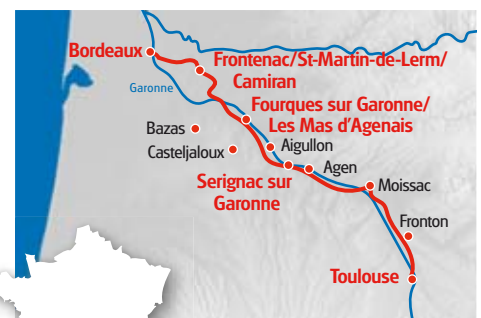 Bordeaux
Frontenac/St-Martin-de-Lerm/
Camiran
Garonne
Fourques sur Garonne/
Les Mas d'Agenais
Bazas
Casteljaloux
Aigullon
Agen
Serignac sur
Garonne
Moissac
Fronton
Toulouse